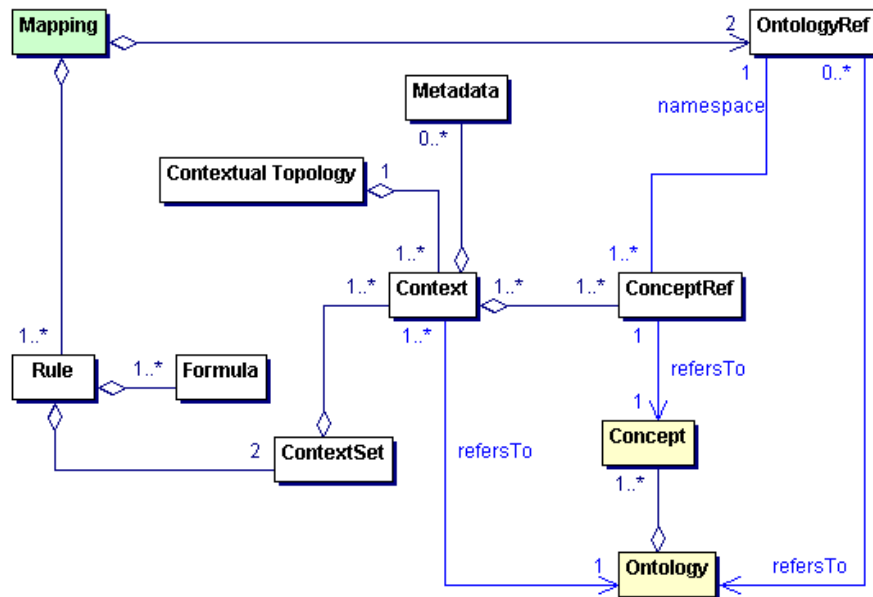 Mapping
2
OntologyRef
1
0..*
Metadata
namespace
0..*
Contextual Topology
1
1..*
1..*
1..*
Context
1..*
1..*
ConceptRef
1..*
1
1..*
Rule
1..*
Formula
refersTo
1
Concept
2
ContextSet
refersTo
1..*
1
Ontology
refersTo